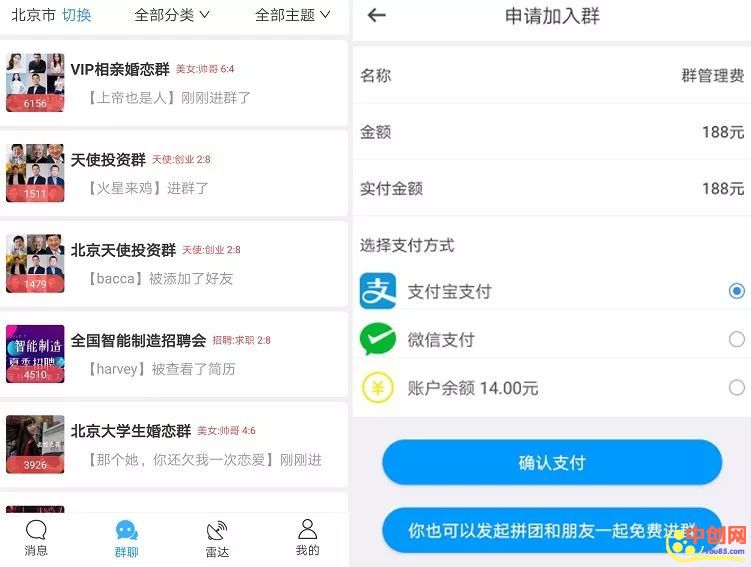 北京市 切换 全部分类 全部主题
VIP相亲婚恋群 美女:帅哥 6:4
【上帝也是人】刚刚进群了
6156
天使投资群 天使:创业 2:8
【火星来鸡】进群了
1511
北京天使投资群 天使:创业 2:8
【bacca】被添加了好友
1479
全国智能制造招聘会 招聘:求职 2:8
智能制造
【harvey】被查看了简历
4510
北京大学生婚恋群 美女:帅哥 4:6
【那个她，你还欠我一次恋爱】刚刚进
3926
消息 群聊 雷达 我的
申请加入群
名称 群管理费
金额 188元
实付金额 188元
选择支付方式
支 支付宝支付
微信支付
¥ 账户余额 14.00元
确认支付
你也可以发起拼团和朋友一起免费进群
中创网
You85.com